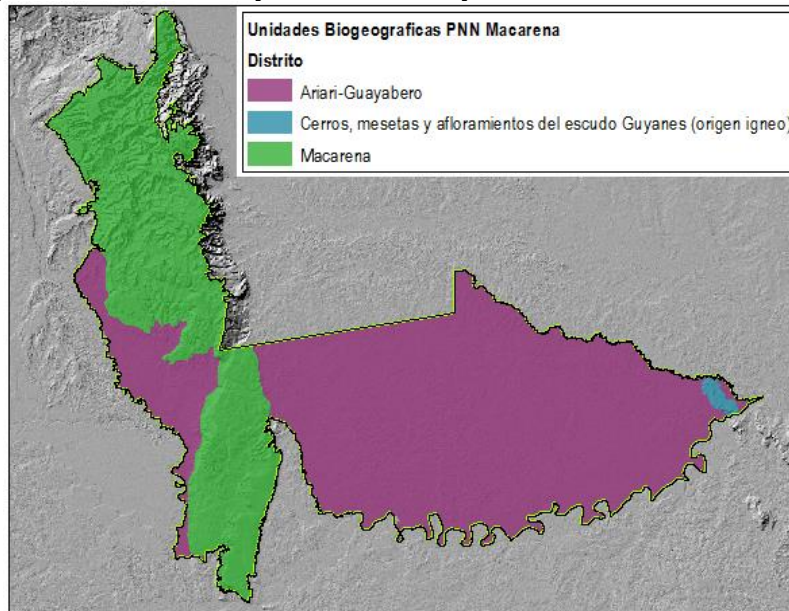 Unidades Biogeograficas PNN Macarena
Distrito
Ariari-Guayabero
Cerros, mesetas y afloramientos del escudo Guyanes (origen igneo)
Macarena